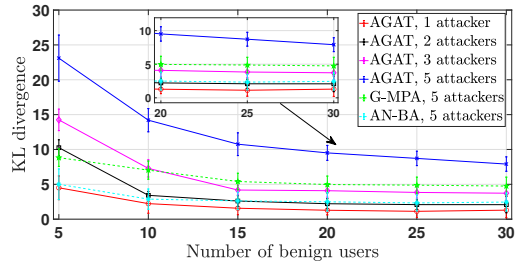 30
25
20
15
10
5
0
KL divergence
10
5
0
20
25
30
AGAT, 1 attacker
AGAT, 2 attackers
AGAT, 3 attackers
AGAT, 5 attackers
G-MPA, 5 attackers
AN-BA, 5 attackers
5
10
15
20
25
30
Number of benign users